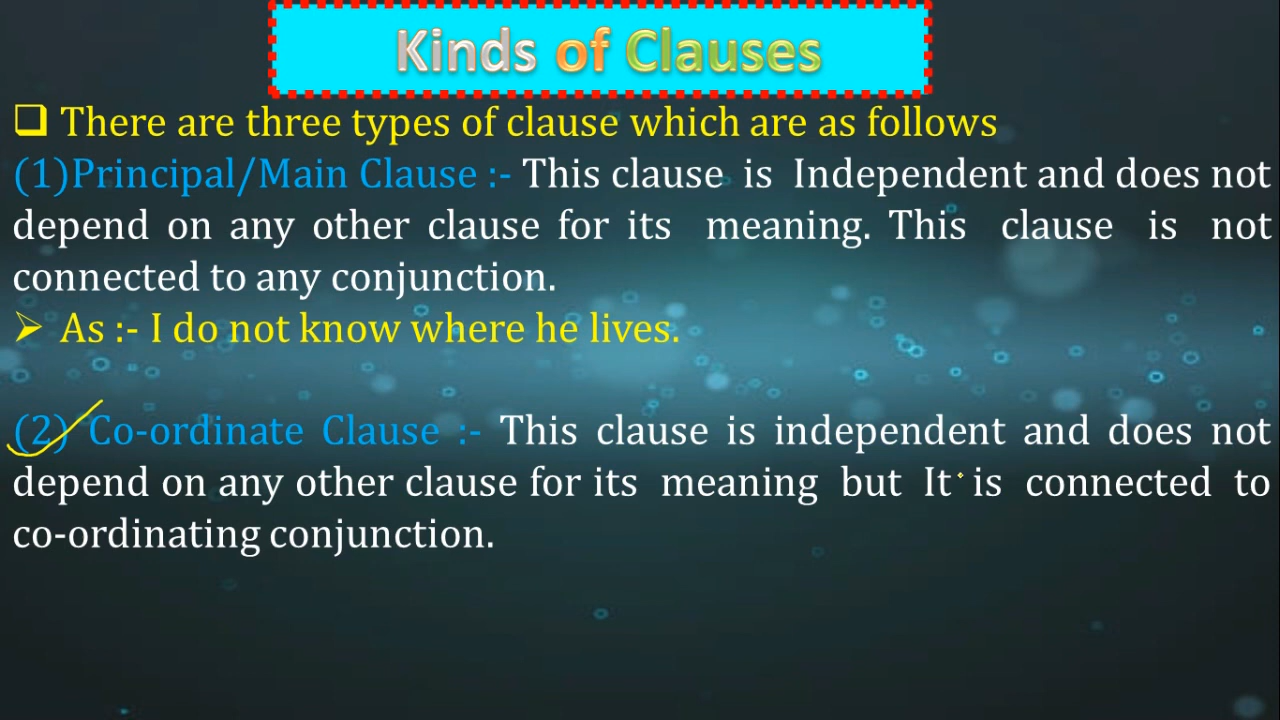 Kinds of Clauses
❑ There are three types of clause which are as follows
(1)Principal/Main Clause :- This clause is Independent and does not
depend on any other clause for its meaning. This clause is not
connected to any conjunction.
➢ As :- I do not know where he lives.
(2) Co-ordinate Clause :- This clause is independent and does not
depend on any other clause for its meaning but It is connected to
co-ordinating conjunction.